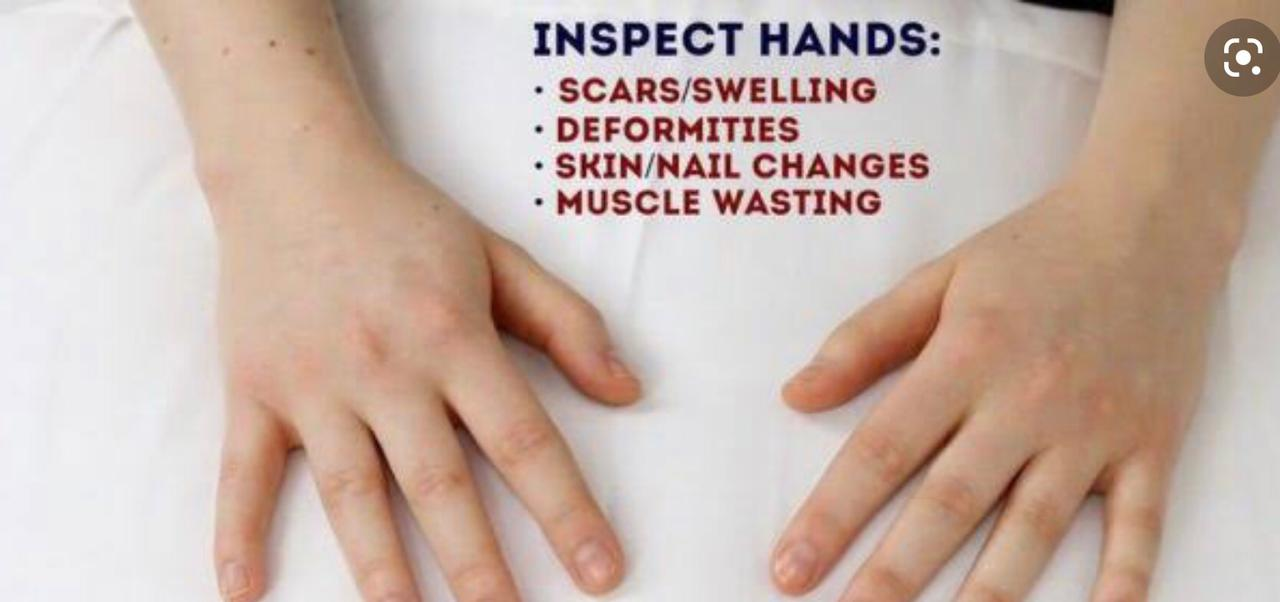 INSPECT HANDS:
· SCARS/SWELLING
· DEFORMITIES
· SKIN/NAIL CHANGES
· MUSCLE WASTING